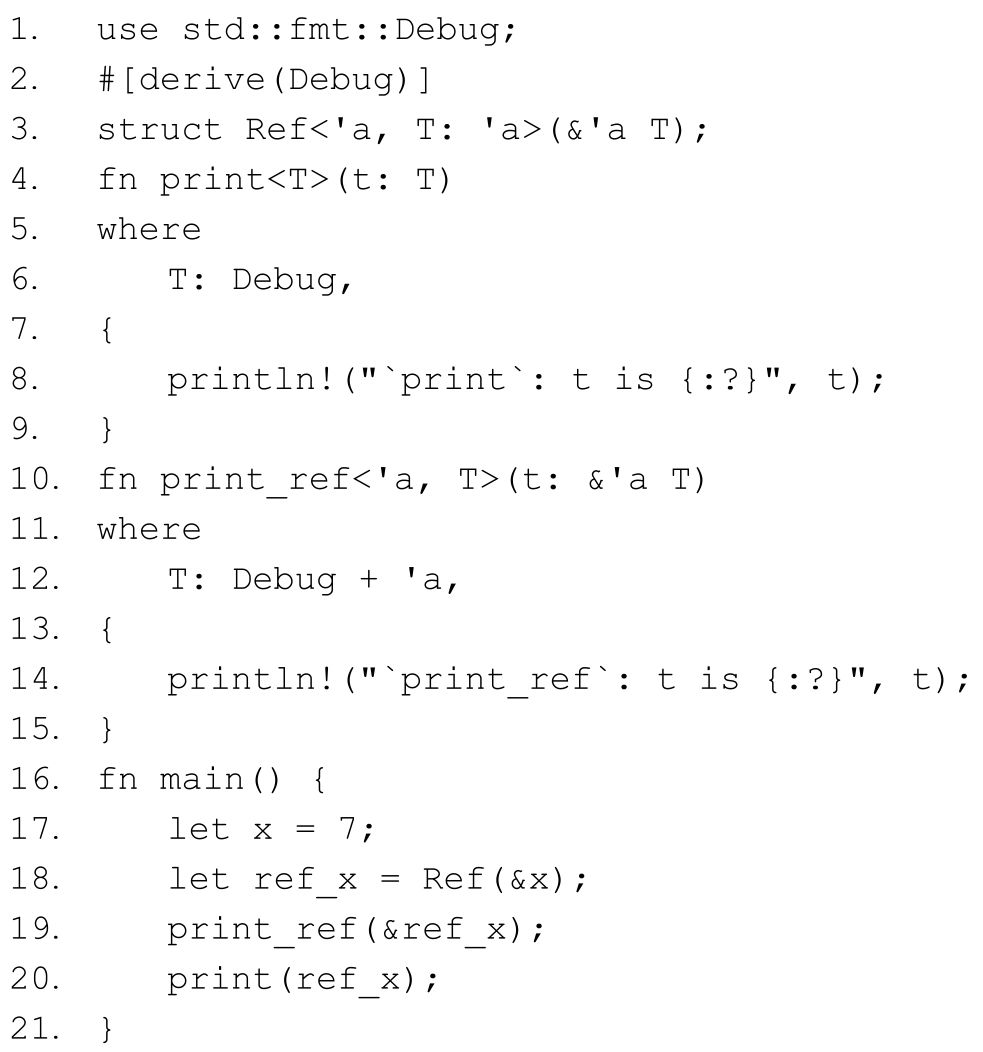 1. use std::fmt::Debug;
2. #[derive(Debug)]
3. struct Ref<'a, T: 'a>(&'a T);
4. fn print<T>(t: T)
5. where
6. T: Debug,
7. {
8. println!("`print`: t is {:?}", t);
9. }
10. fn print_ref<'a, T>(t: &'a T)
11. where
12. T: Debug + 'a,
13. {
14. println!("`print_ref`: t is {:?}", t);
15. }
16. fn main() {
17. let x = 7;
18. let ref_x = Ref(&x);
19. print_ref(&ref_x);
20. print(ref_x);
21. }